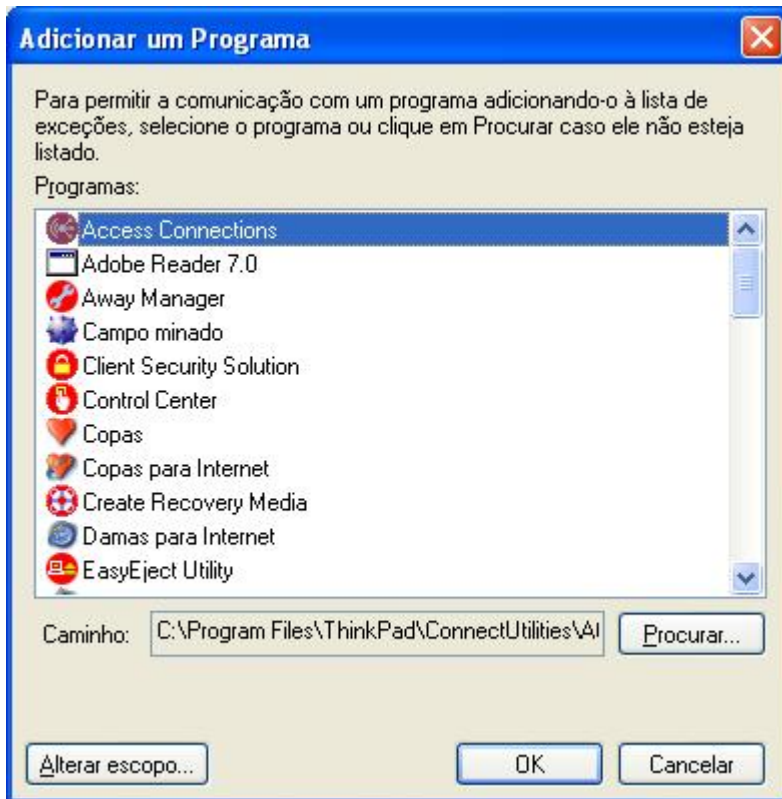 Adicionar um Programa
Para permitir a comunicação com um programa adicionando-o à lista de
exceções, selecione o programa ou clique em Procurar caso ele não esteja
listado.
Programas:
Access Connections
Adobe Reader 7.0
Away Manager
Campo minado
Client Security Solution
Control Center
Copas
Copas para Internet
Create Recovery Media
Damas para Internet
EasyEject Utility
Caminho: C:\Program Files\ThinkPad\ConnectUtilities\A Procurar...
Alterar escopo... OK Cancelar